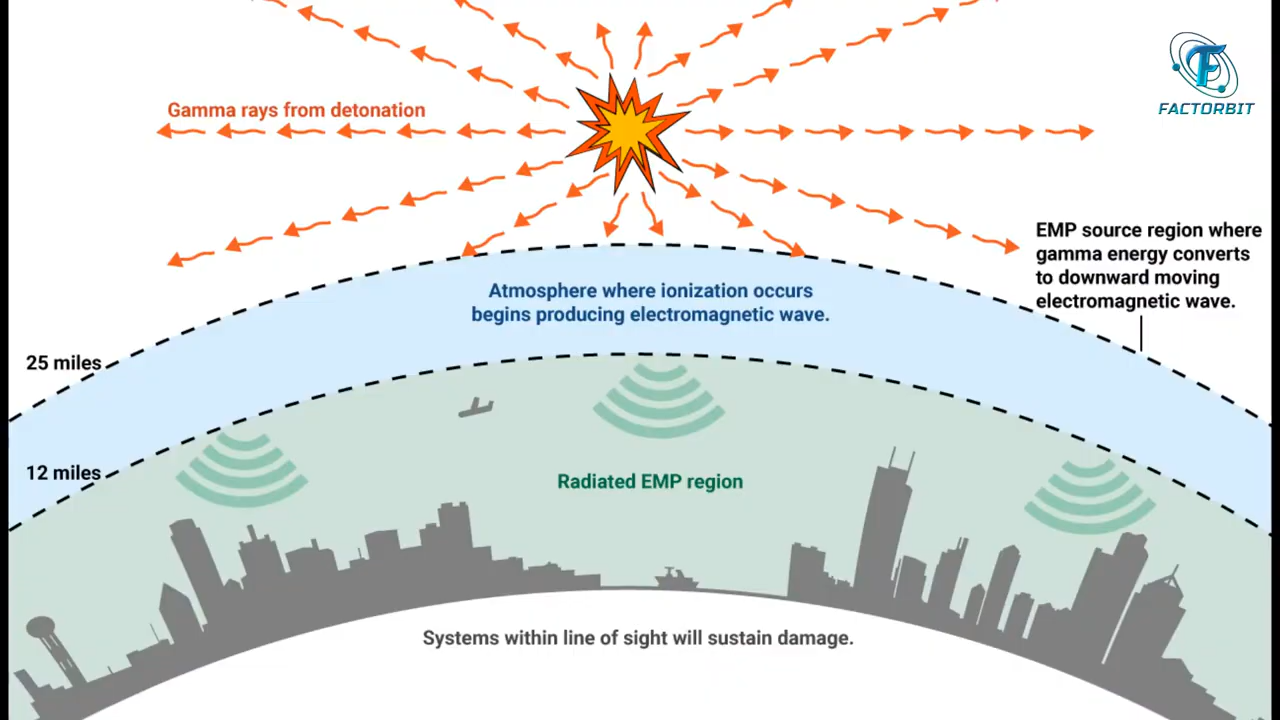 FACTORBIT
Gamma rays from detonation
EMP source region where
gamma energy converts
to downward moving
electromagnetic wave.
Atmosphere where ionization occurs
begins producing electromagnetic wave.
25 miles
12 miles
Radiated EMP region
Systems within line of sight will sustain damage.